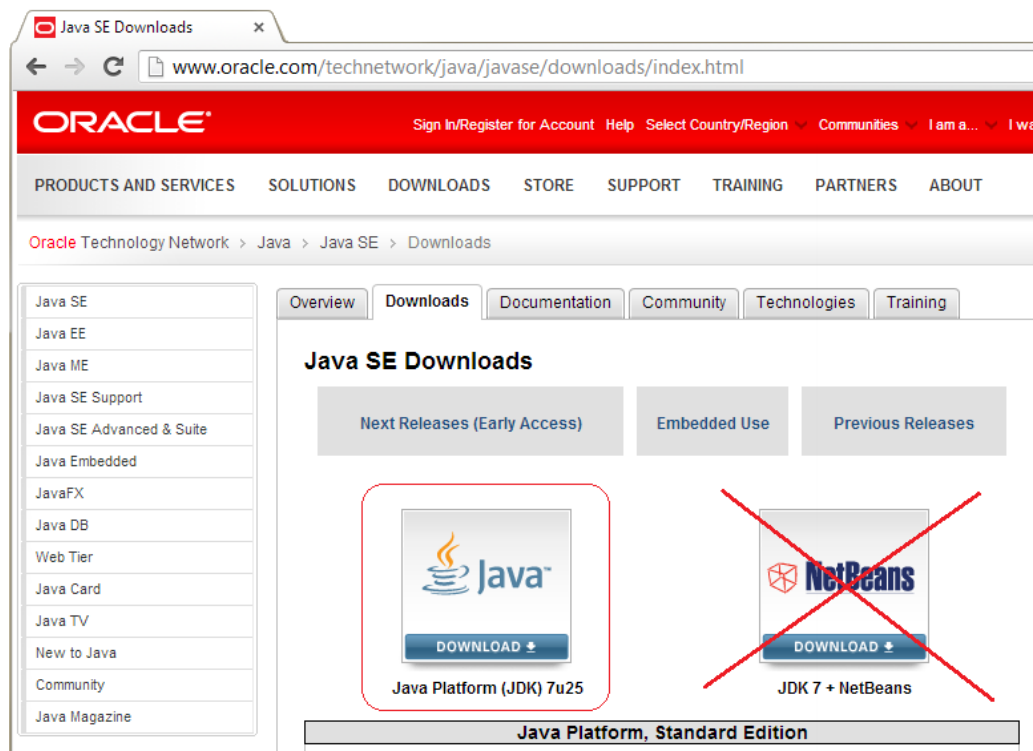 Java SE Downloads
www.oracle.com/technetwork/java/javase/downloads/index.html
ORACLE
Sign In/Register for Account Help Select Country/Region Communities I am a... I wa
PRODUCTS AND SERVICES SOLUTIONS DOWNLOADS STORE SUPPORT TRAINING PARTNERS ABOUT
Oracle Technology Network > Java > Java SE > Downloads
Java SE
Java EE
Java ME
Java SE Support
Java SE Advanced & Suite
Java Embedded
JavaFX
Java DB
Web Tier
Java Card
Java TV
New to Java
Community
Java Magazine
Overview Downloads Documentation Community Technologies Training
Java SE Downloads
Next Releases (Early Access) Embedded Use Previous Releases
Java
DOWNLOAD
Java Platform (JDK) 7u25
NetBeans
DOWNLOAD
JDK 7 + NetBeans
Java Platform, Standard Edition